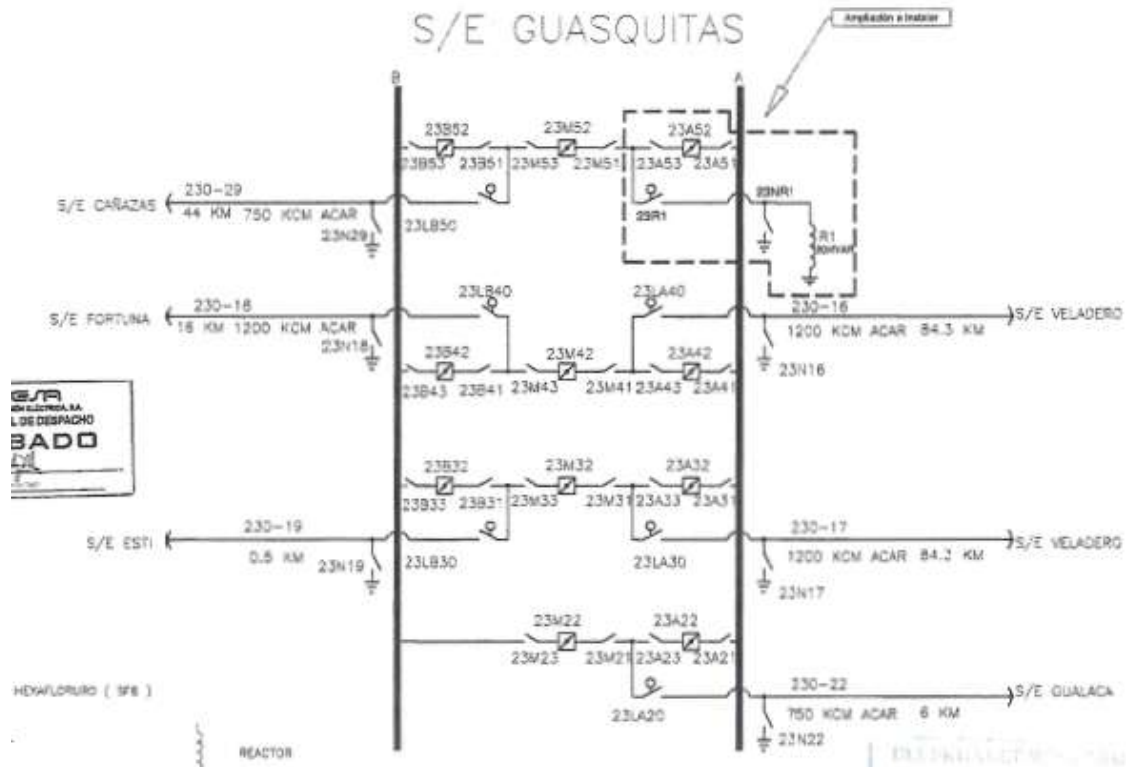 S/E GUASQUITAS
Ampliación a Instalar
B
A
23B52
23M52
23A52
23B53
23B51
23M53
23M51
23A53
23A51
230-29
S/E CAÑAZAS
44 KM 750 KCM ACAR
23N29
23LB50
23R1
23NR1
R1
20MVAR
23LB40
23LA40
230-18
230-16
S/E FORTUNA
S/E VELADERO
16 KM 1200 KCM ACAR
1200 KCM ACAR 84.3 KM
23N18
23N16
23B42
23M42
23A42
23B43
23B41
23M43
23M41
23A43
23A41
ELÉCTRICA, S.A.
DE DESPACHO
BADO
23B32
23M32
23A32
23B33
23B31
23M33
23M31
23A33
23A31
230-19
230-17
S/E ESTI
S/E VELADERO
0.5 KM
23N19
23LB30
23LA30
1200 KCM ACAR 84.3 KM
23N17
23M22
23A22
23M23
23M21
23A23
23A21
HEXAFLORURO ( SF6 )
230-22
S/E GUALACA
23LA20
750 KCM ACAR 6 KM
23N22
REACTOR